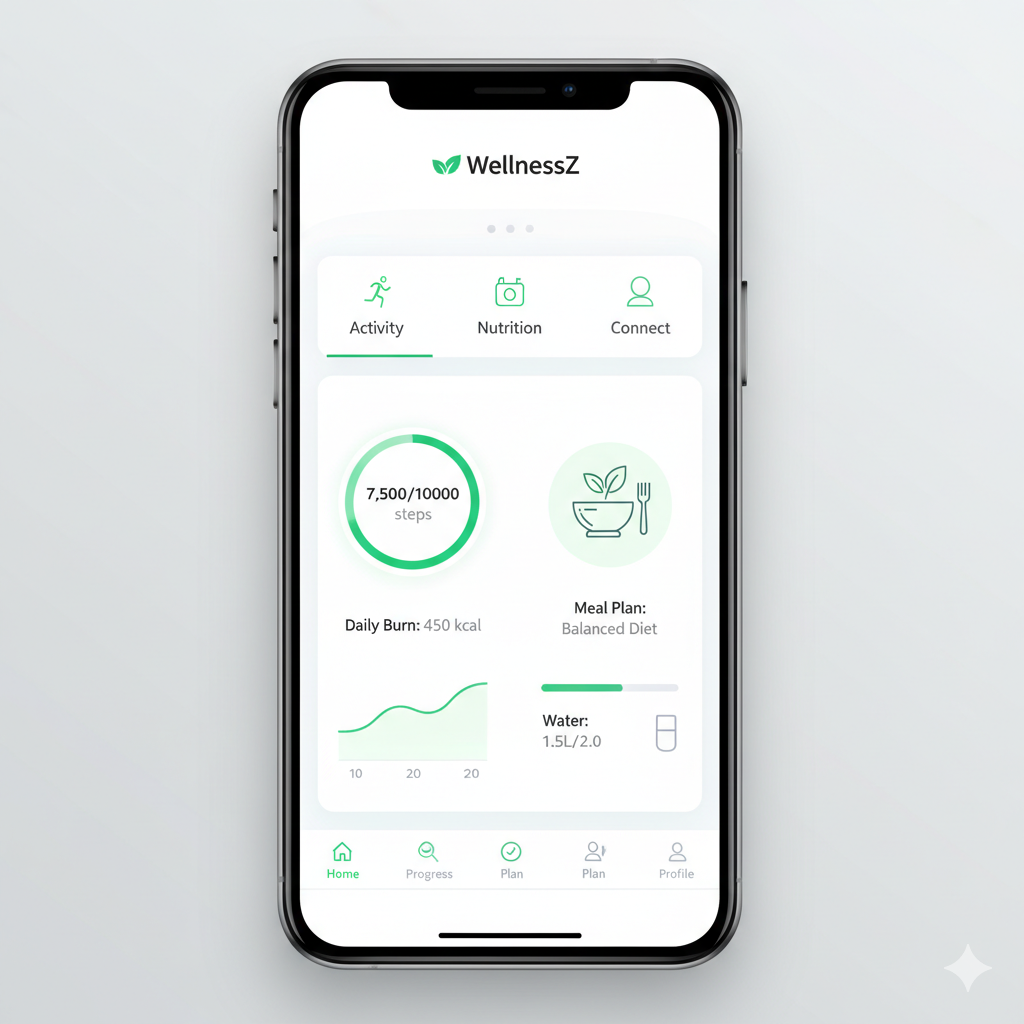 WellnessZ
Activity
Nutrition
Connect
7,500/10000
steps
Daily Burn: 450 kcal
Meal Plan:
Balanced Diet
Water:
1.5L/2.0
10 20 20
Home
Progress
Plan
Plan
Profile